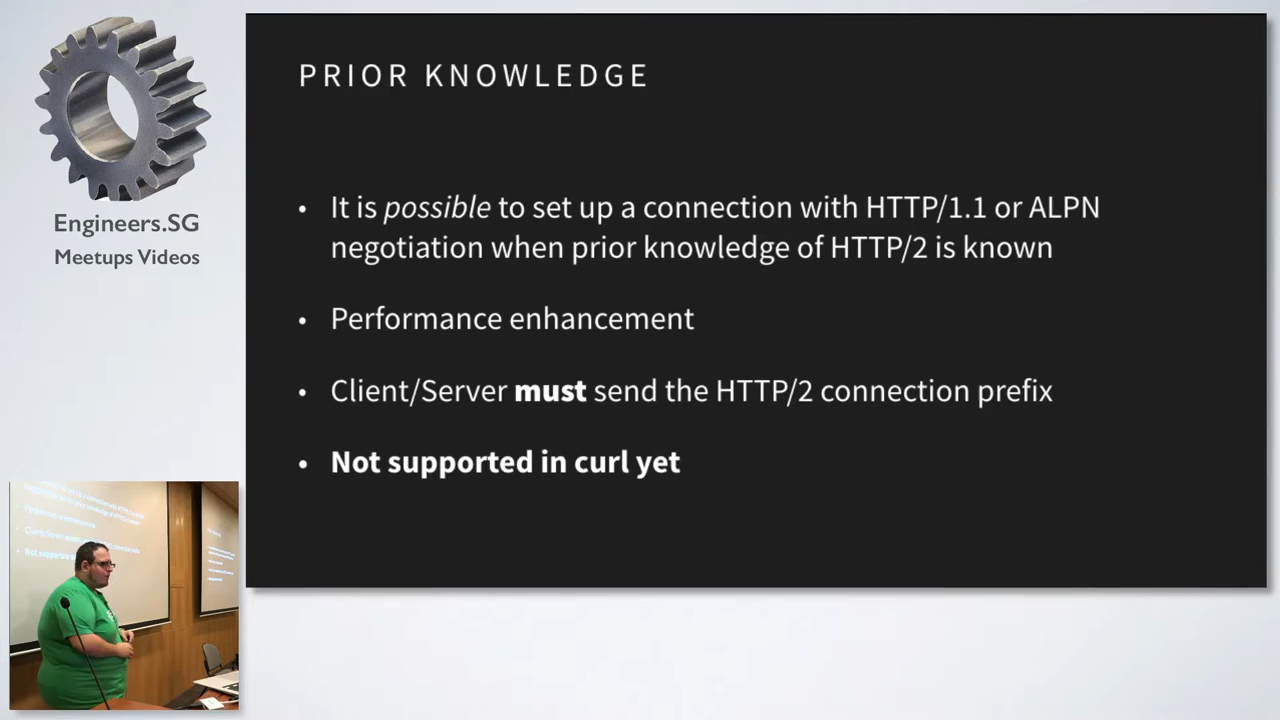 PRIOR KNOWLEDGE
• It is possible to set up a connection with HTTP/1.1 or ALPN
negotiation when prior knowledge of HTTP/2 is known
• Performance enhancement
• Client/Server must send the HTTP/2 connection prefix
• Not supported in curl yet
Engineers.SG
Meetups Videos